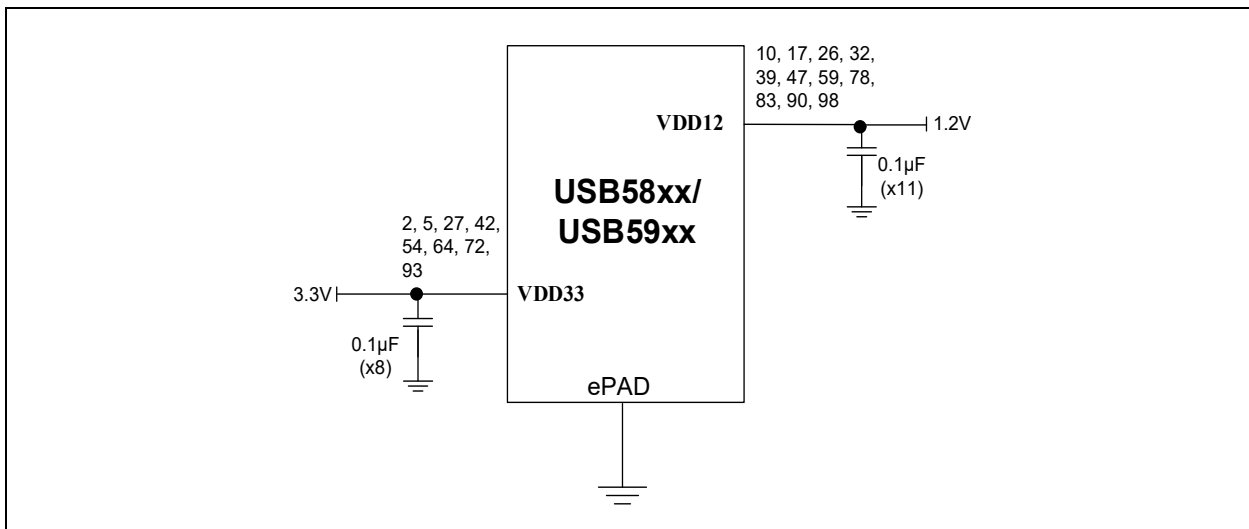 10, 17, 26, 32,
39, 47, 59, 78,
83, 90, 98
VDD12
1.2V
0.1µF
(x11)
USB58xx/
USB59xx
2, 5, 27, 42,
54, 64, 72,
93
3.3V
VDD33
0.1µF
(x8)
ePAD